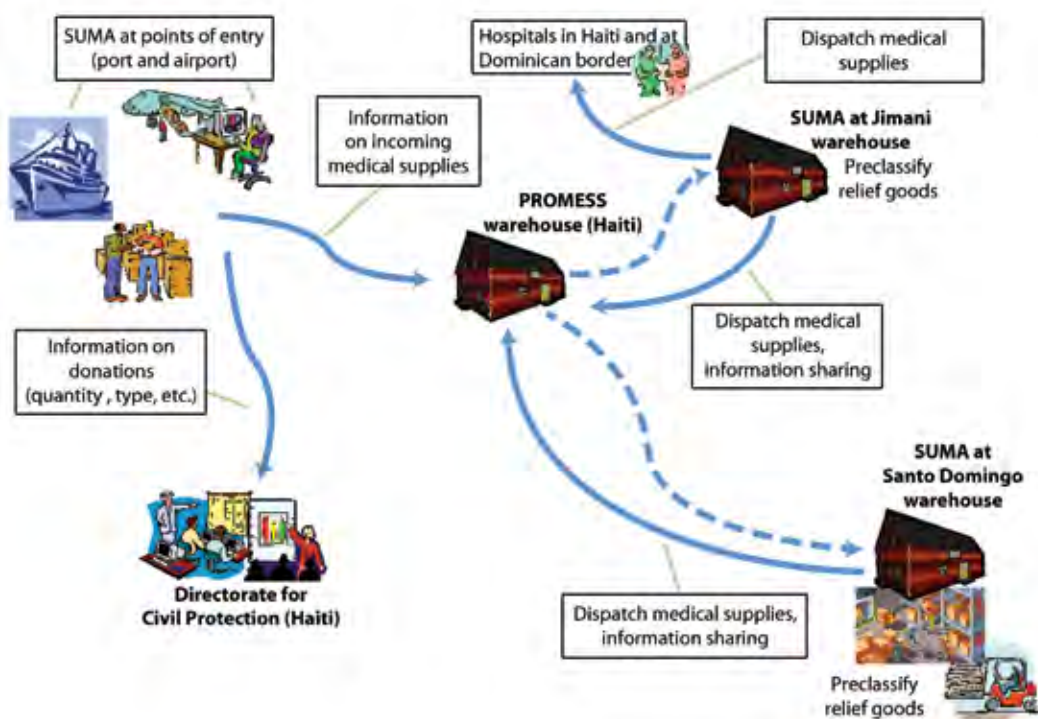 SUMA at points of entry
(port and airport)
Hospitals in Haiti and at
Dominican border
Dispatch medical
supplies
Information
on incoming
medical supplies
SUMA at Jimani
warehouse
Preclassify
relief goods
PROMESS
warehouse (Haiti)
Information on
donations
(quantity , type, etc.)
Dispatch medical
supplies,
information sharing
SUMA at
Santo Domingo
warehouse
Directorate for
Civil Protection (Haiti)
Dispatch medical supplies,
information sharing
Preclassify
relief goods